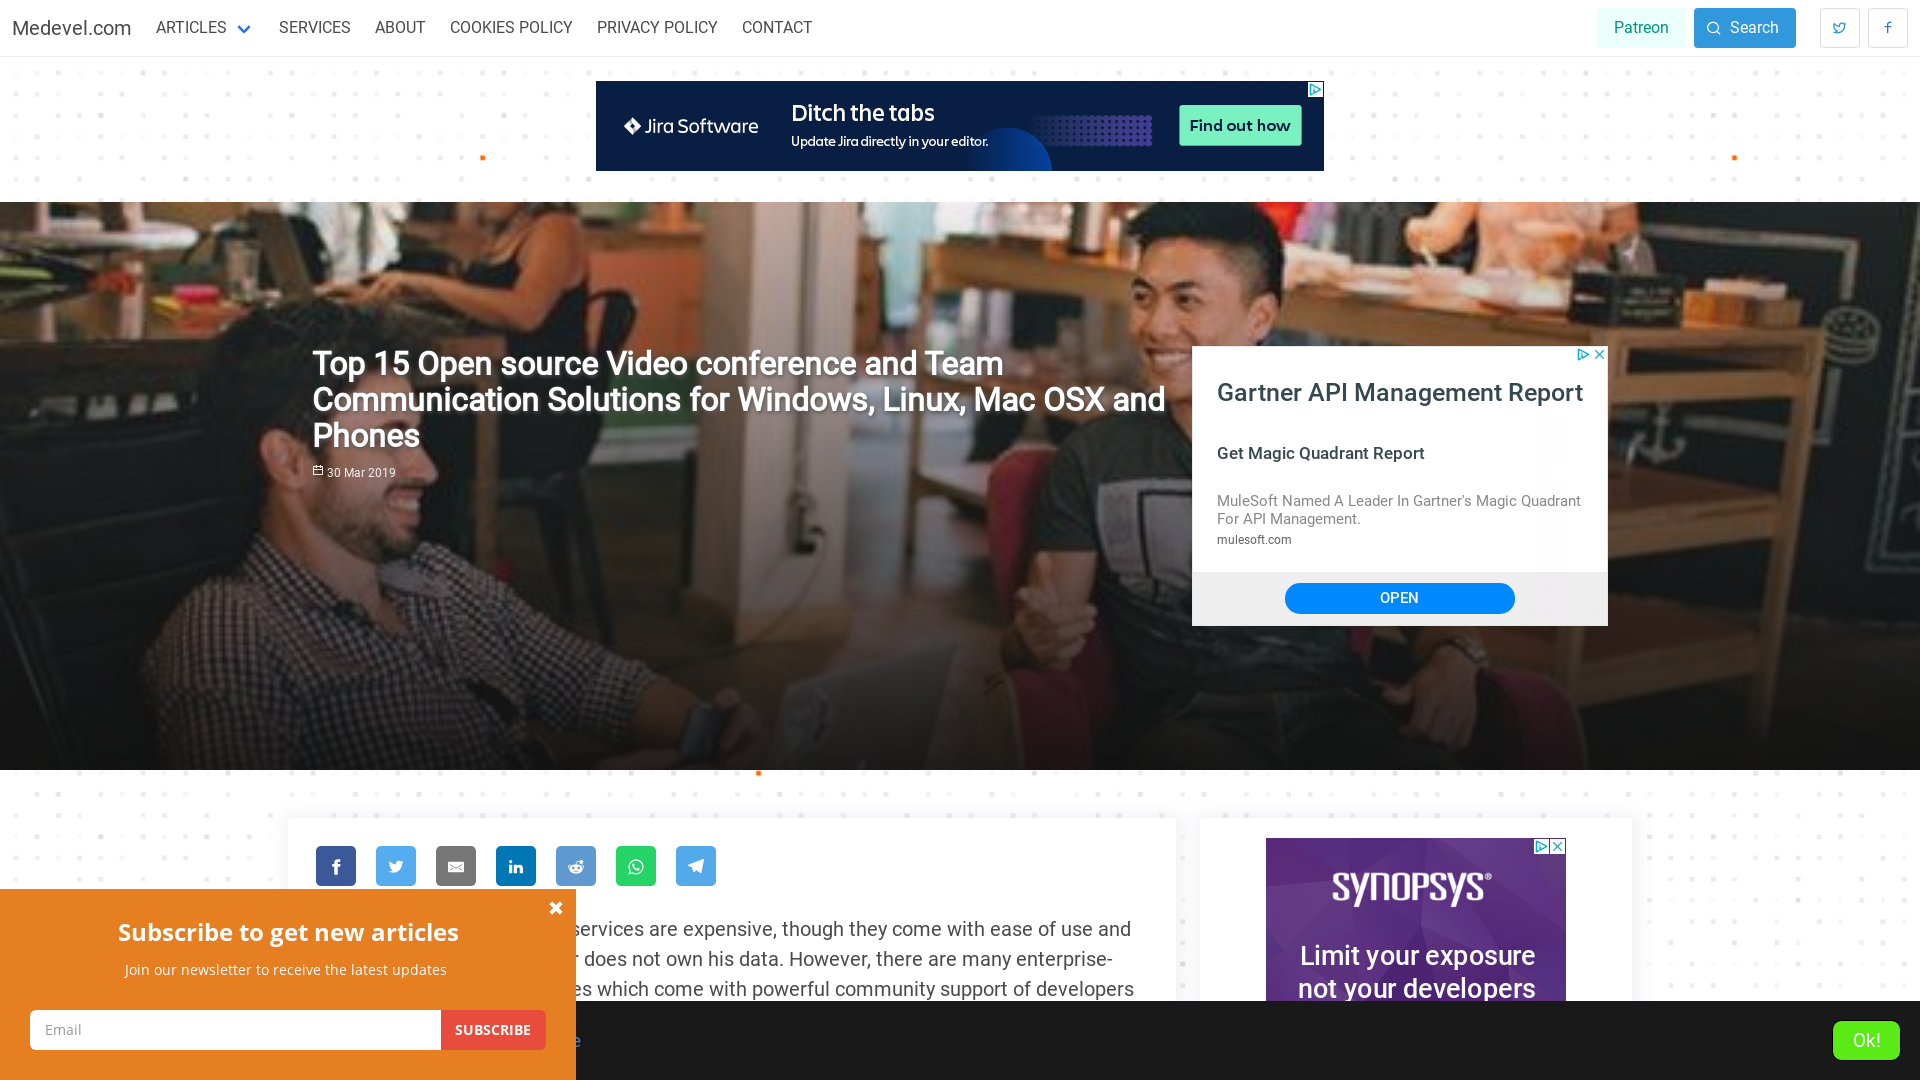 Medevel.com
ARTICLES
SERVICES
ABOUT
COOKIES POLICY
PRIVACY POLICY
CONTACT
Patreon
Search
Jira Software
Ditch the tabs
Update Jira directly in your editor.
Find out how
Top 15 Open source Video conference and Team
Communication Solutions for Windows, Linux, Mac OSX and
Phones
30 Mar 2019
Gartner API Management Report
Get Magic Quadrant Report
MuleSoft Named A Leader In Gartner's Magic Quadrant
For API Management.
mulesoft.com
OPEN
services are expensive, though they come with ease of use and
does not own his data. However, there are many enterprise-
which come with powerful community support of developers
SYNOPSYS®
Limit your exposure
not your developers
Subscribe to get new articles
Join our newsletter to receive the latest updates
Email
SUBSCRIBE
Ok!